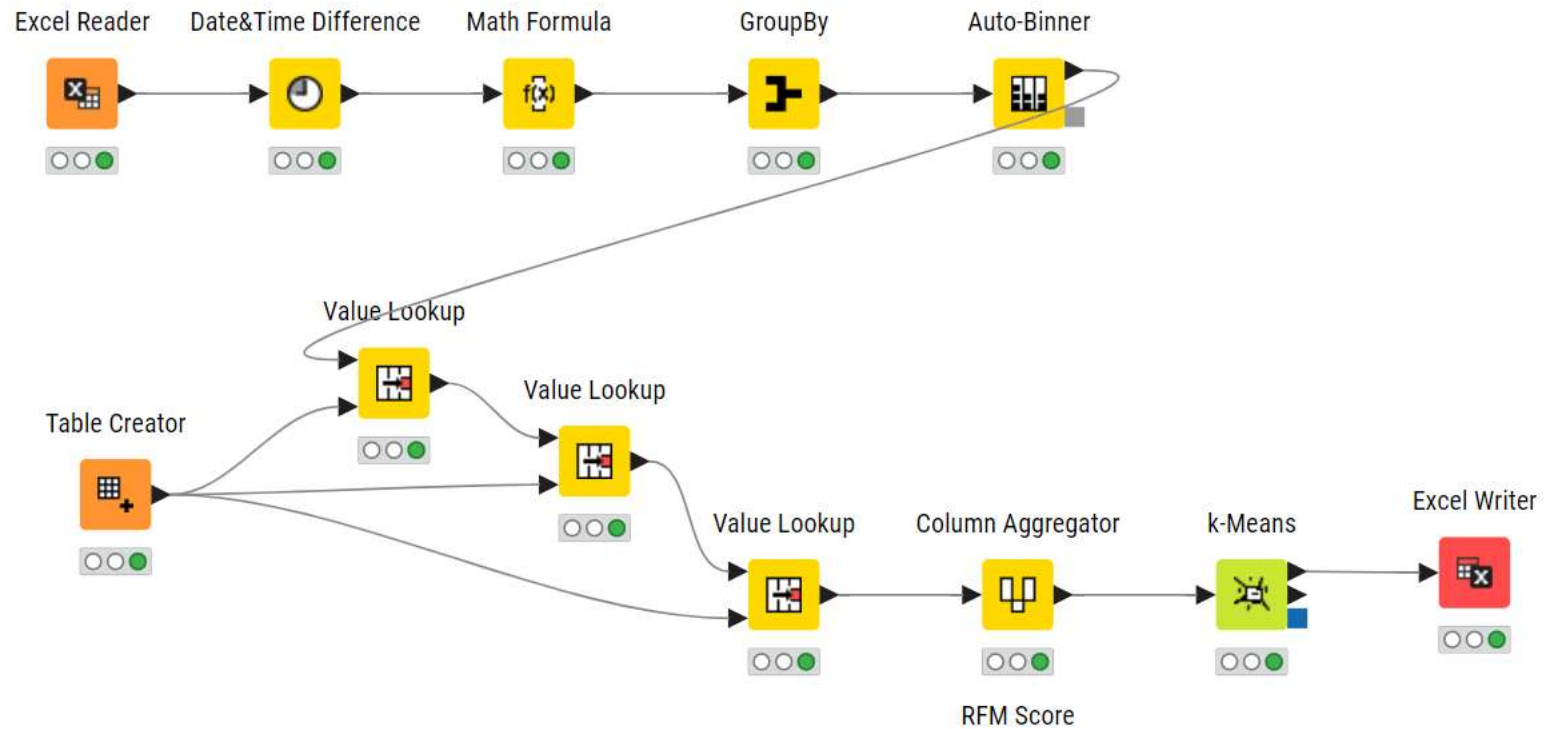 Excel Reader
Date&Time Difference
Math Formula
GroupBy
Auto-Binner
f(x)
Value Lookup
Value Lookup
Table Creator
Value Lookup
Column Aggregator
k-Means
Excel Writer
RFM Score